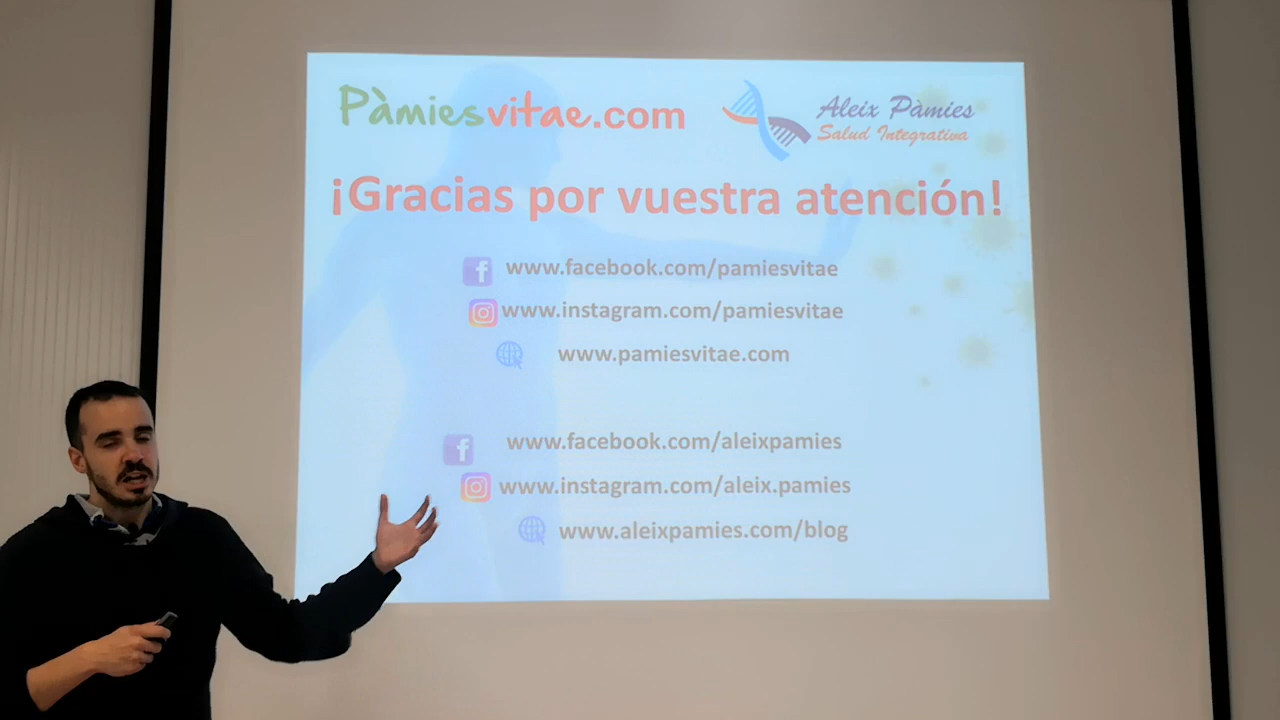 Pàmiesvitae.com
Aleix Pàmies
Salud Integrativa
¡Gracias por vuestra atención!
www.facebook.com/pamiesvitae
www.instagram.com/pamiesvitae
www.pamiesvitae.com
www.facebook.com/aleixpamies
www.instagram.com/aleix.pamies
www.aleixpamies.com/blog